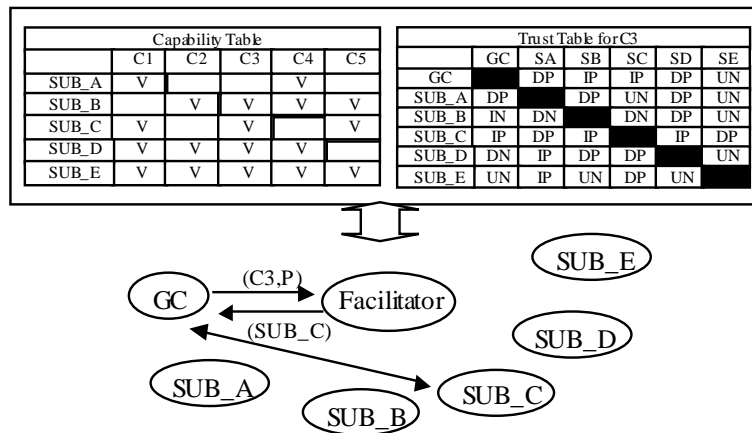 Capability Table
C1 C2 C3 C4 C5
SUB_A V V
SUB_B V V V V
SUB_C V V V
SUB_D V V V V
SUB_E V V V V V
Trust Table for C3
GC SA SB SC SD SE
GC DP IP IP DP UN
SUB_A DP DP UN DP UN
SUB_B IN DN DN DP UN
SUB_C IP DP IP IP DP
SUB_D DN IP DP DP UN
SUB_E UN IP UN DP UN
SUB_E
(C3,P)
GC
Facilitator
(SUB_C)
SUB_D
SUB_A
SUB_C
SUB_B